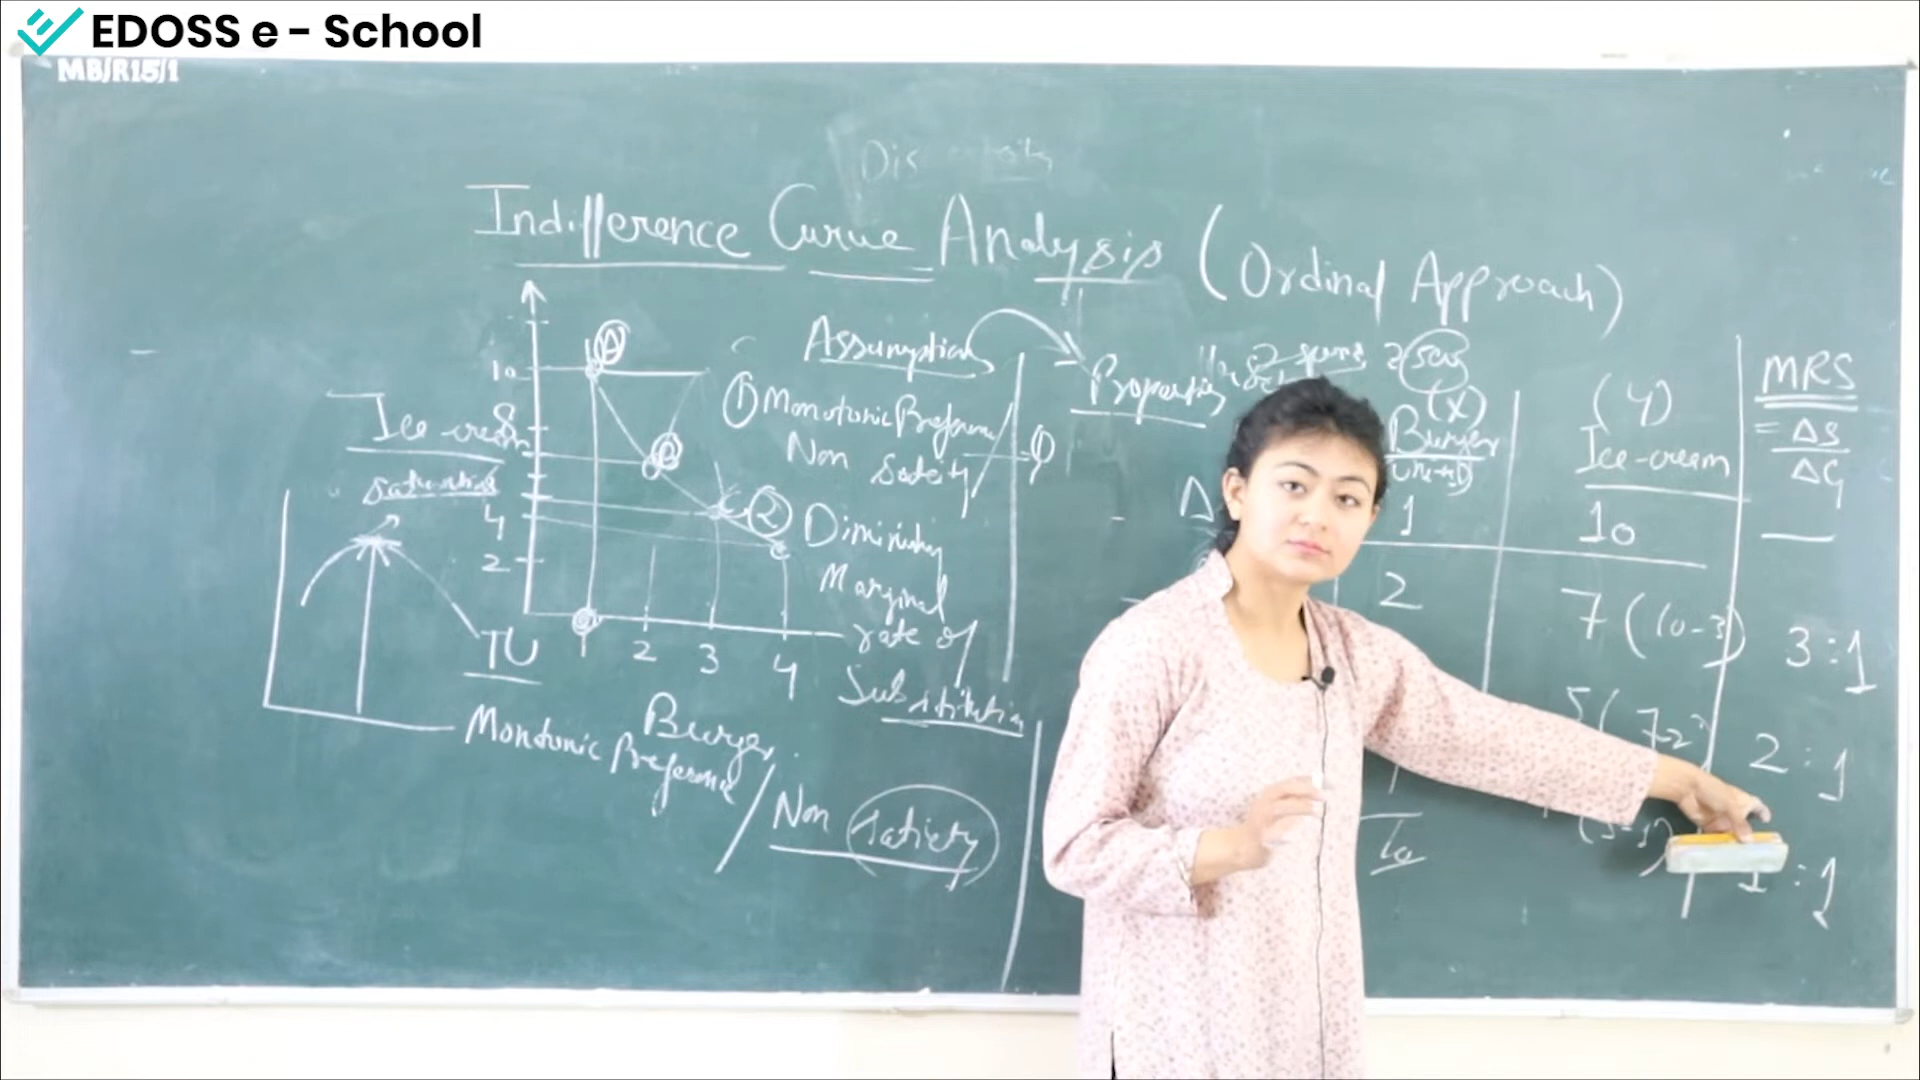 EDOSS e - School
MB/R15/1
Indifference Curve Analysis (Ordinal Approach)
Assumption
Properties
① Monotonic Preference
Non Satiety
② Diminishing
Marginal
rate of
Substitution
10
8
4
2
Ice-cream
A
C
1 2 3 4
Burger
TU
Monotonic Preference / Non Satiety
(X) (Y) MRS
Burger Ice-cream = ΔS
ΔG
1 10 —
2 7 (10-3) 3:1
5 (7-2) 2:1
1:1